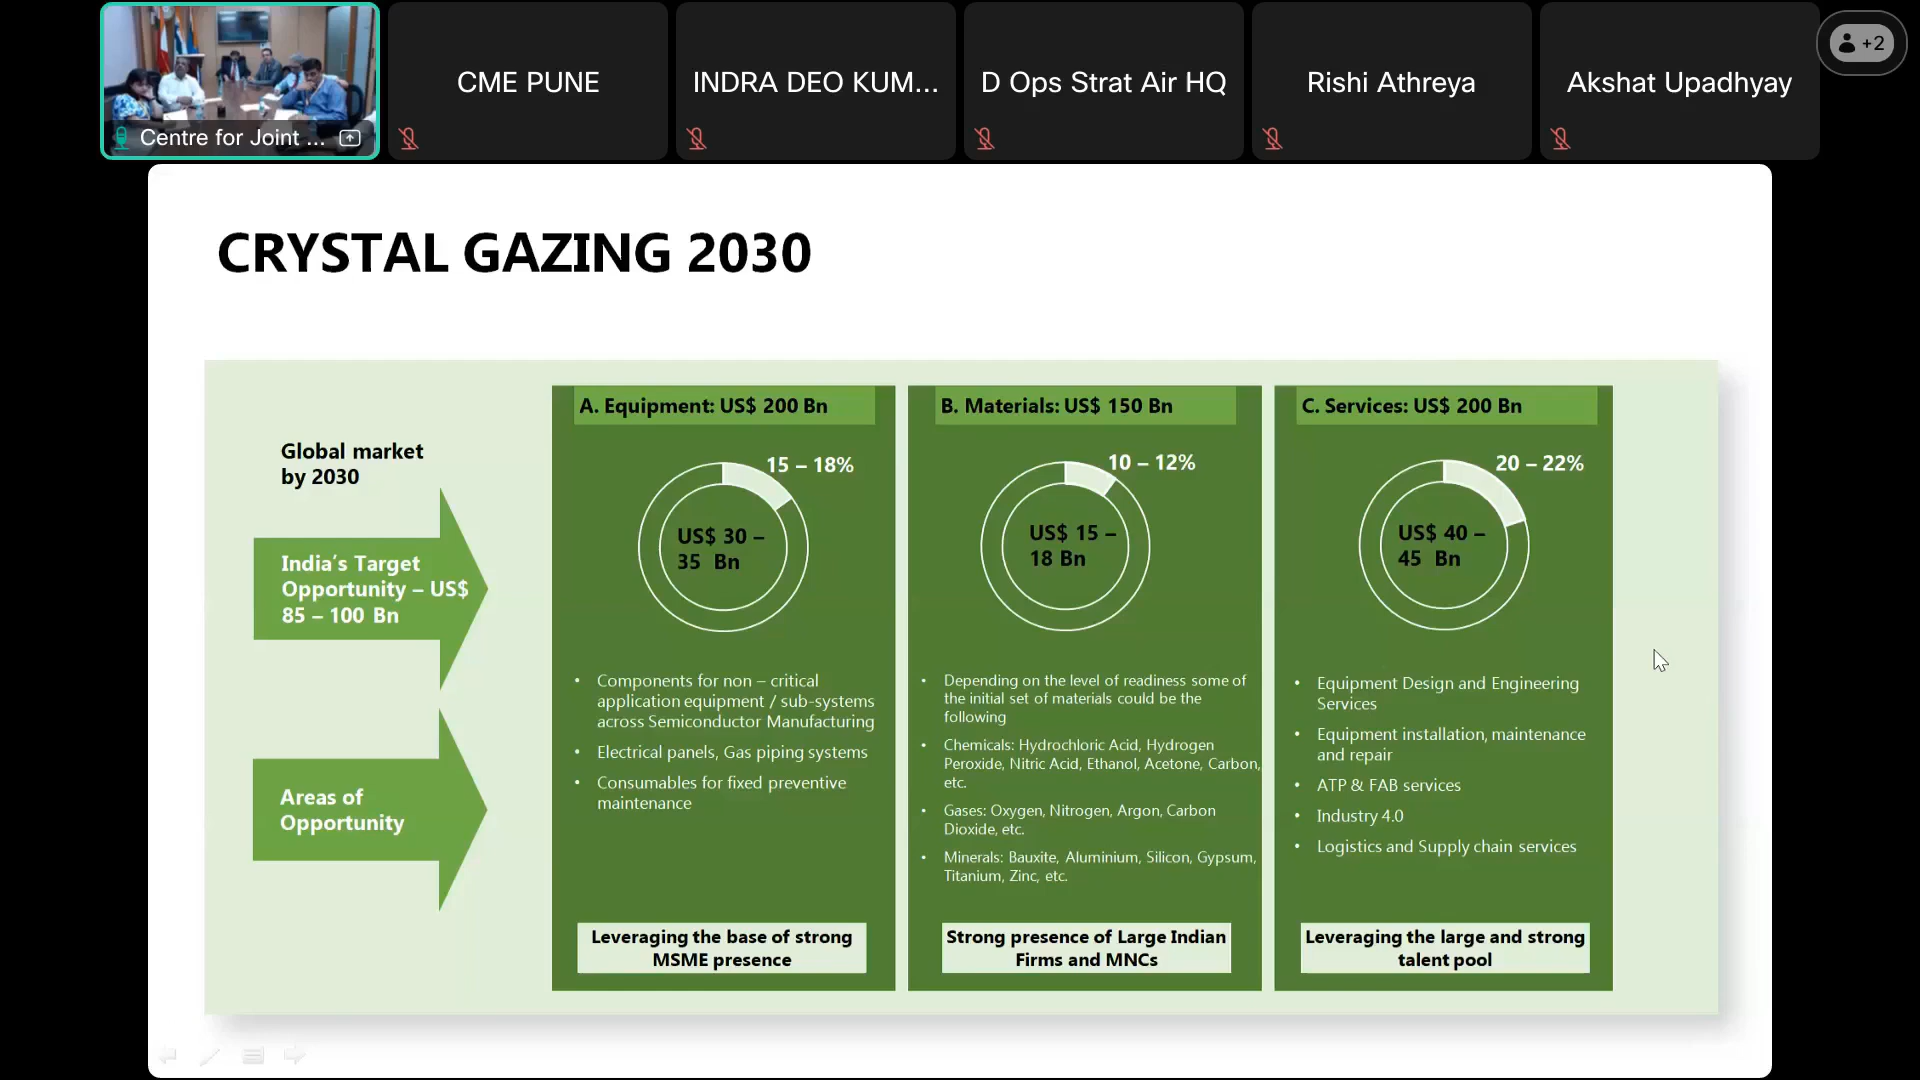 Centre for Joint ...
CME PUNE
INDRA DEO KUM...
D Ops Strat Air HQ
Rishi Athreya
Akshat Upadhyay
+2
CRYSTAL GAZING 2030
Global market
by 2030
India's Target
Opportunity – US$
85 – 100 Bn
Areas of
Opportunity
A. Equipment: US$ 200 Bn
15 – 18%
US$ 30 –
35 Bn
• Components for non – critical
application equipment / sub-systems
across Semiconductor Manufacturing
• Electrical panels, Gas piping systems
• Consumables for fixed preventive
maintenance
Leveraging the base of strong
MSME presence
B. Materials: US$ 150 Bn
10 – 12%
US$ 15 –
18 Bn
• Depending on the level of readiness some of
the initial set of materials could be the
following
• Chemicals: Hydrochloric Acid, Hydrogen
Peroxide, Nitric Acid, Ethanol, Acetone, Carbon,
etc.
• Gases: Oxygen, Nitrogen, Argon, Carbon
Dioxide, etc.
• Minerals: Bauxite, Aluminium, Silicon, Gypsum,
Titanium, Zinc, etc.
Strong presence of Large Indian
Firms and MNCs
C. Services: US$ 200 Bn
20 – 22%
US$ 40 –
45 Bn
• Equipment Design and Engineering
Services
• Equipment installation, maintenance
and repair
• ATP & FAB services
• Industry 4.0
• Logistics and Supply chain services
Leveraging the large and strong
talent pool